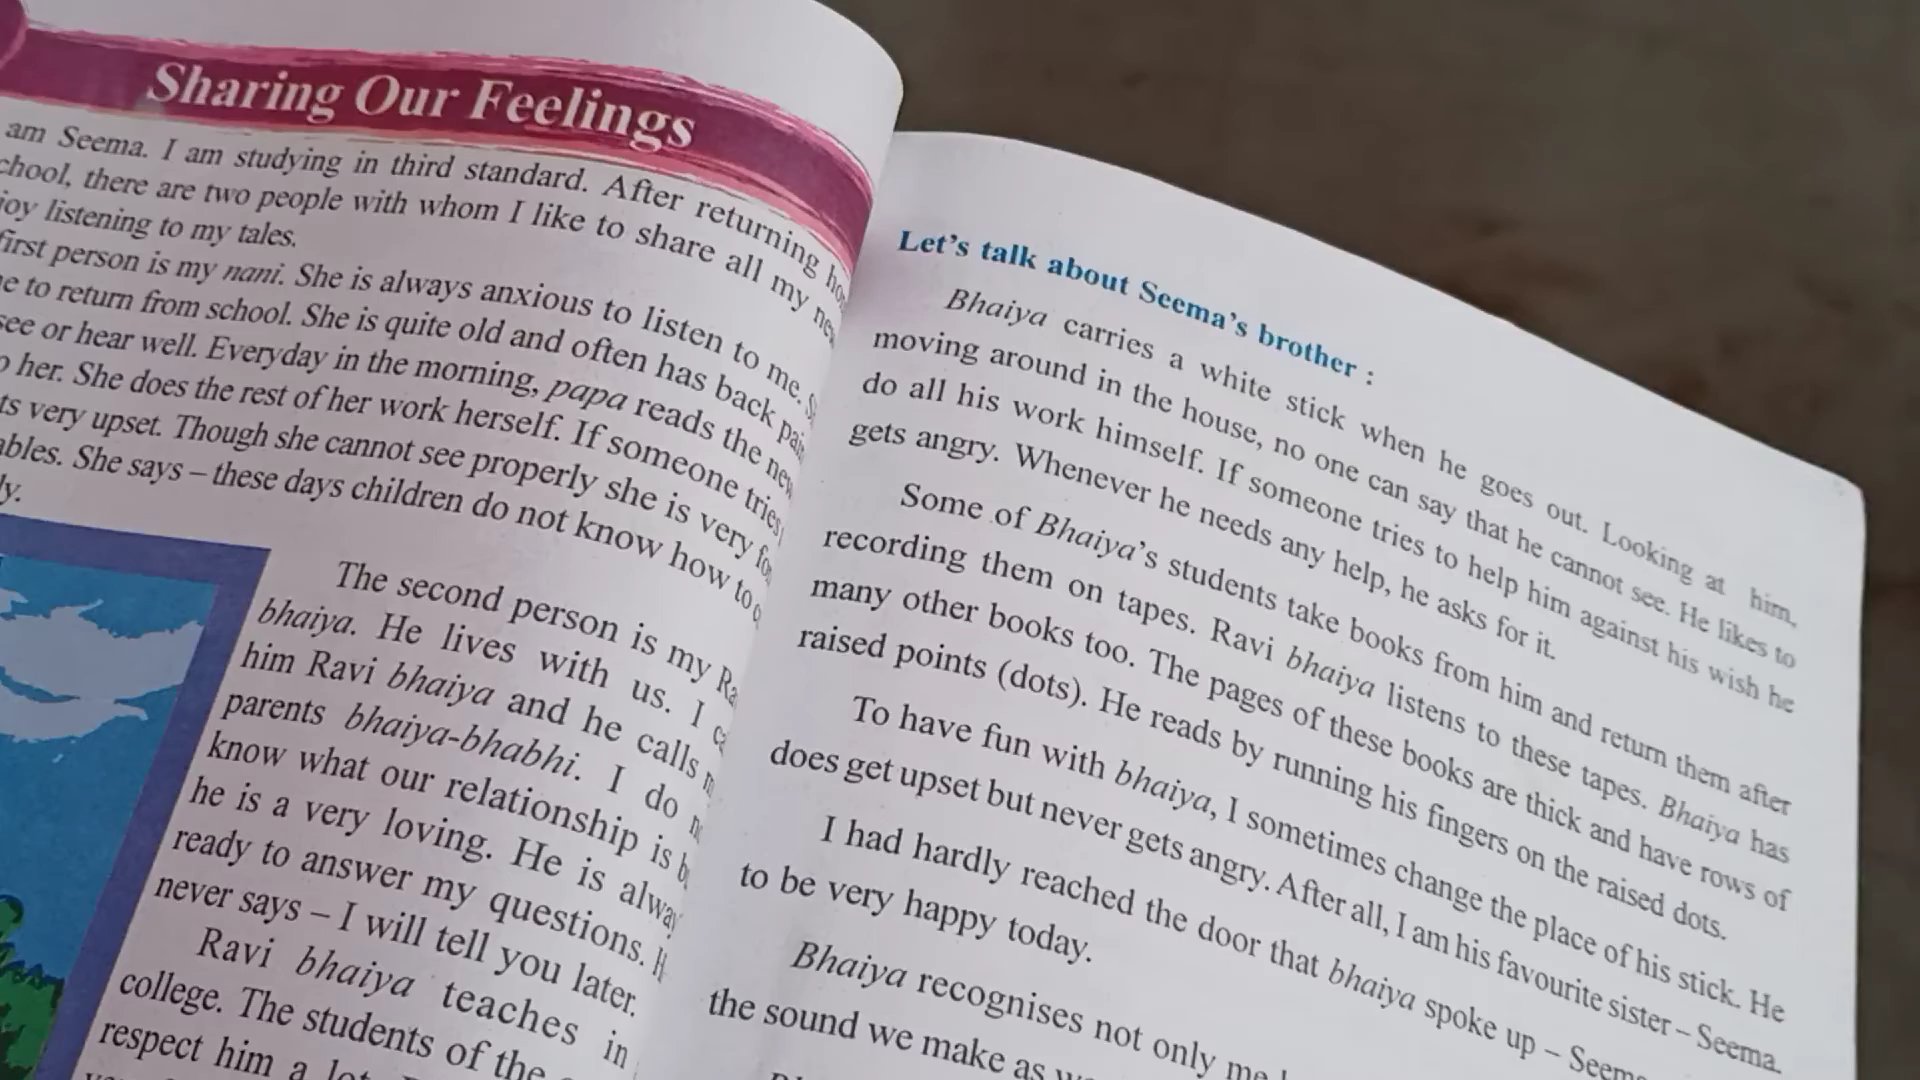 Sharing Our Feelings
am Seema. I am studying in third standard. After returning
school, there are two people with whom I like to share all my
listening to my tales.
first person is my nani. She is always anxious to listen to me.
to return from school. She is quite old and often has back
see or hear well. Everyday in the morning, papa reads the
her. She does the rest of her work herself. If someone tries
very upset. Though she cannot see properly she is very
She says – these days children do not know how to
The second person is my
bhaiya. He lives with us. I
him Ravi bhaiya and he calls
parents bhaiya-bhabhi. I do
know what our relationship is
he is a very loving. He is
ready to answer my questions.
never says – I will tell you later.
Ravi bhaiya teaches in
college. The students of the
respect him a
Let's talk about Seema's brother :
Bhaiya carries a white stick when he goes out. Looking at him,
moving around in the house, no one can say that he cannot see. He likes to
do all his work himself. If someone tries to help him against his wish he
gets angry. Whenever he needs any help, he asks for it.
Some of Bhaiya's students take books from him and return them after
recording them on tapes. Ravi bhaiya listens to these tapes. Bhaiya has
many other books too. The pages of these books are thick and have rows of
raised points (dots). He reads by running his fingers on the raised dots.
To have fun with bhaiya, I sometimes change the place of his stick. He
does get upset but never gets angry. After all, I am his favourite sister – Seema.
I had hardly reached the door that bhaiya spoke up –
to be very happy today.
Bhaiya recognises not only me
the sound we make as